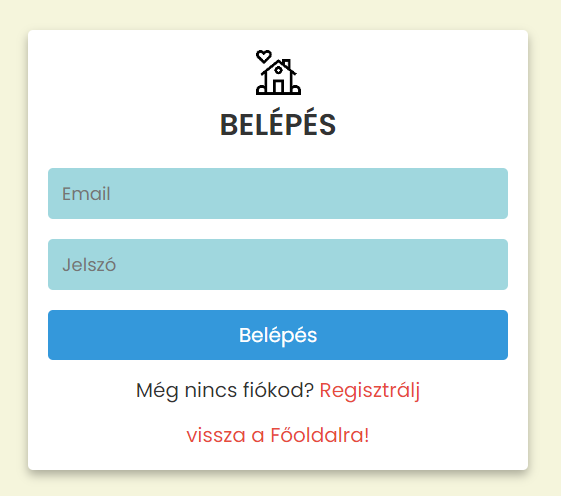 BELÉPÉS
Email
Jelszó
Belépés
Még nincs fiókod? Regisztrálj
vissza a Főoldalra!